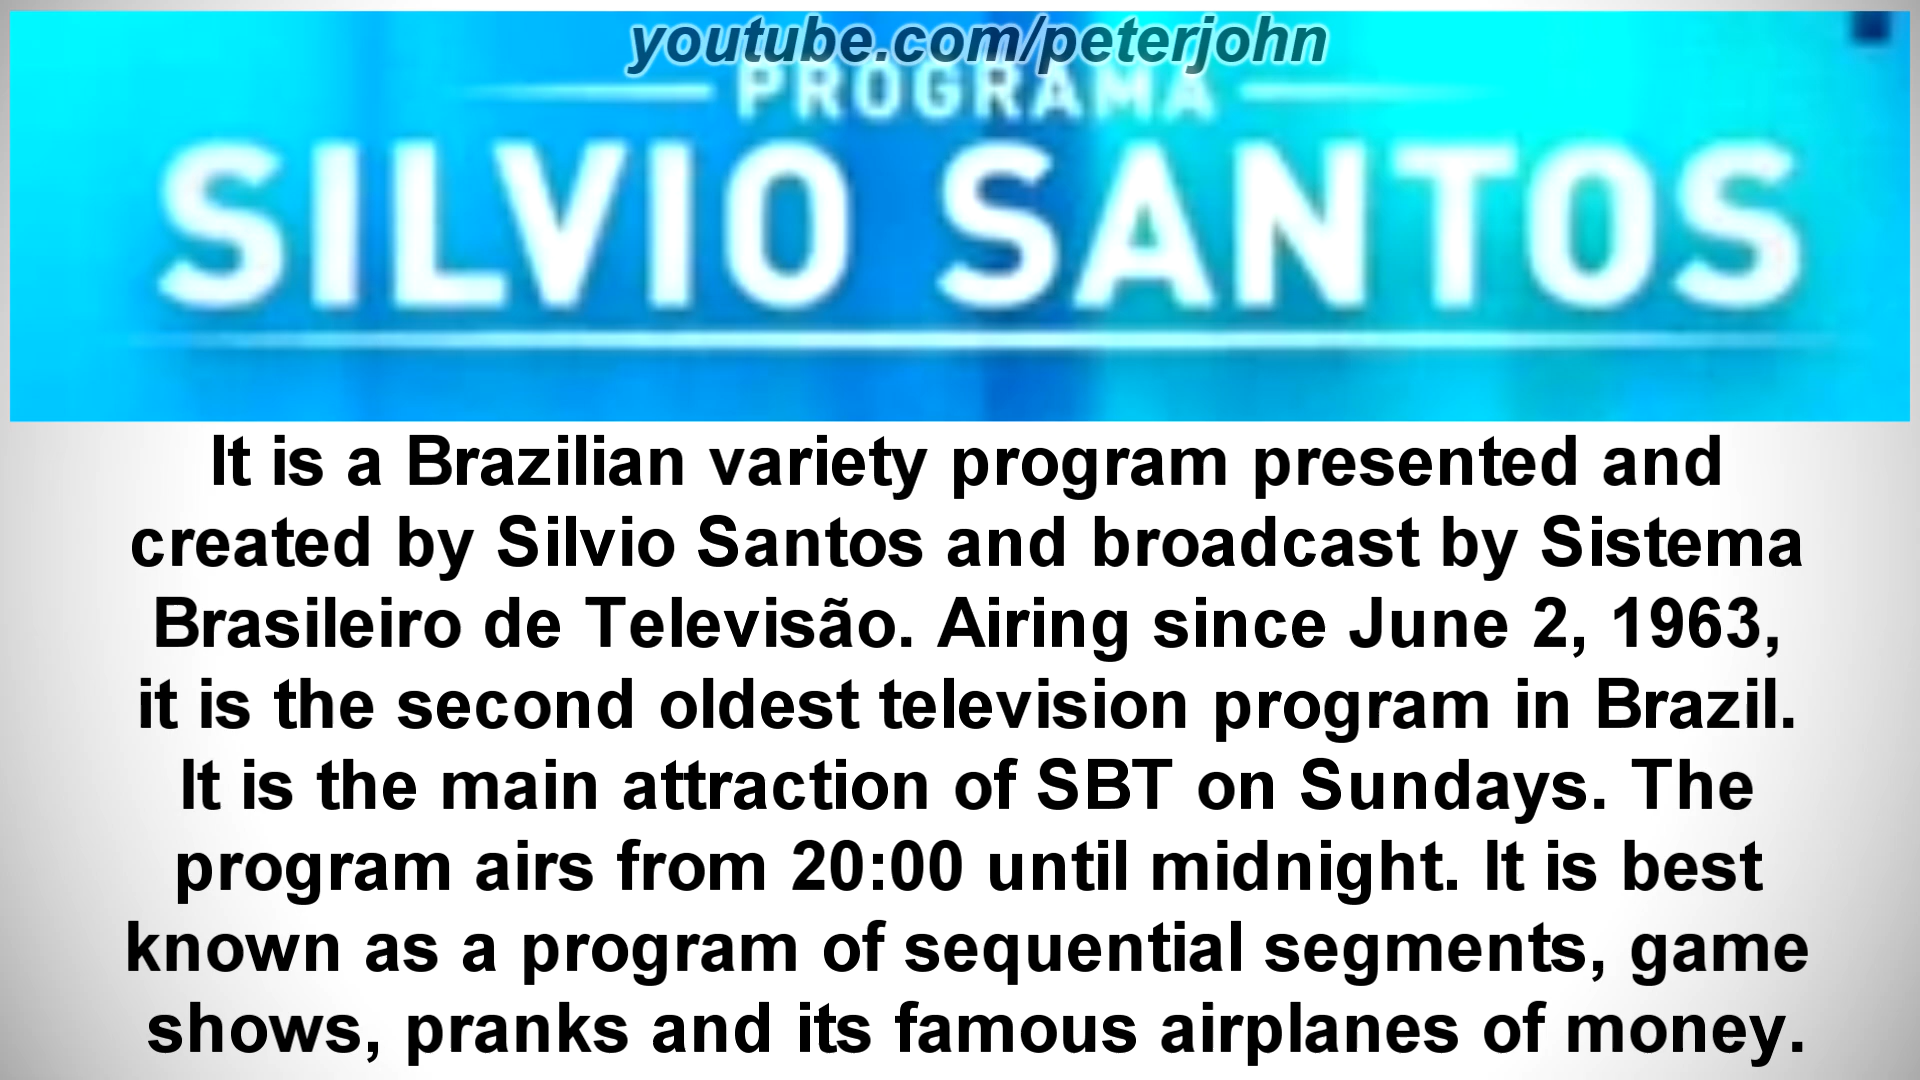 youtube.com/peterjohn
PROGRAMA
SILVIO SANTOS
It is a Brazilian variety program presented and
created by Silvio Santos and broadcast by Sistema
Brasileiro de Televisão. Airing since June 2, 1963,
it is the second oldest television program in Brazil.
It is the main attraction of SBT on Sundays. The
program airs from 20:00 until midnight. It is best
known as a program of sequential segments, game
shows, pranks and its famous airplanes of money.